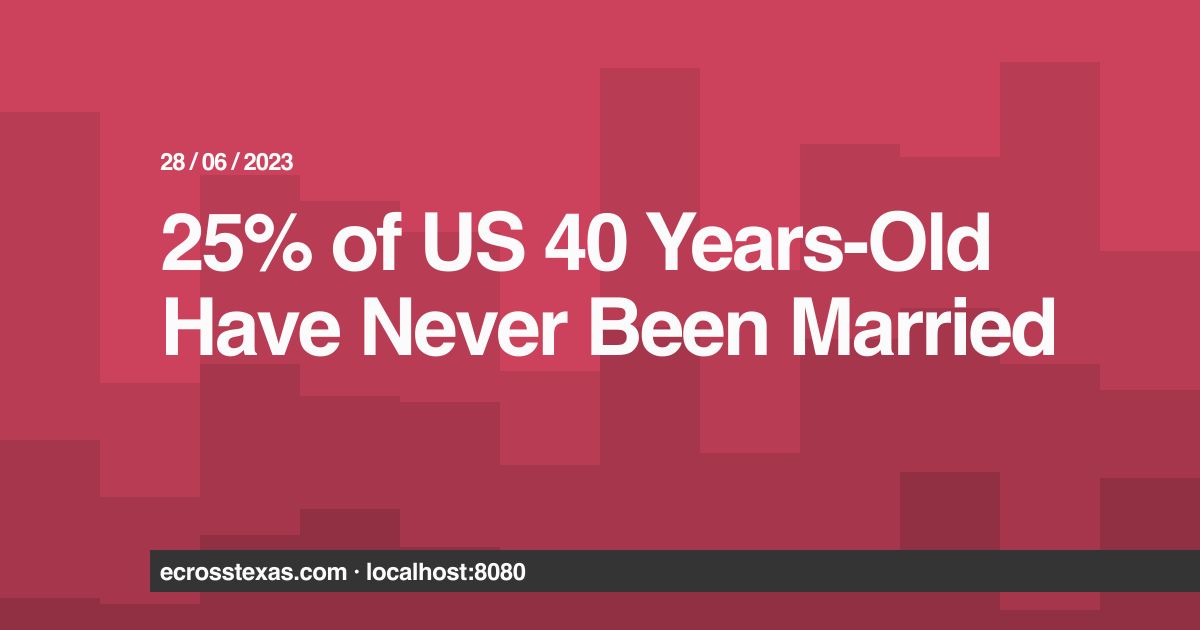 28 / 06 / 2023
25% of US 40 Years-Old
Have Never Been Married
ecrosstexas.com · localhost:8080